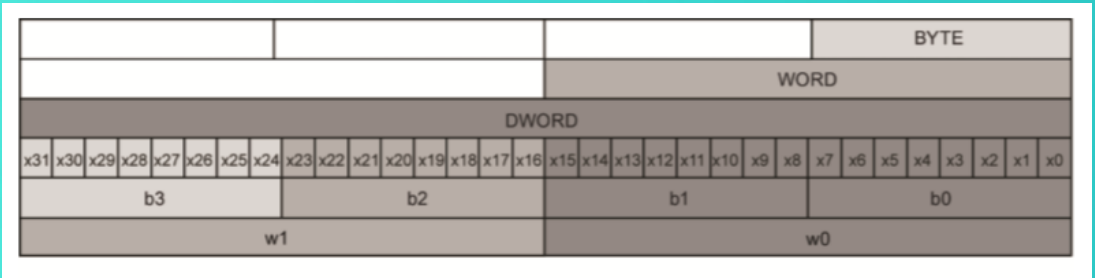 BYTE
WORD
DWORD
x31 x30 x29 x28 x27 x26 x25 x24 x23 x22 x21 x20 x19 x18 x17 x16 x15 x14 x13 x12 x11 x10 x9 x8 x7 x6 x5 x4 x3 x2 x1 x0
b3 b2 b1 b0
w1 w0